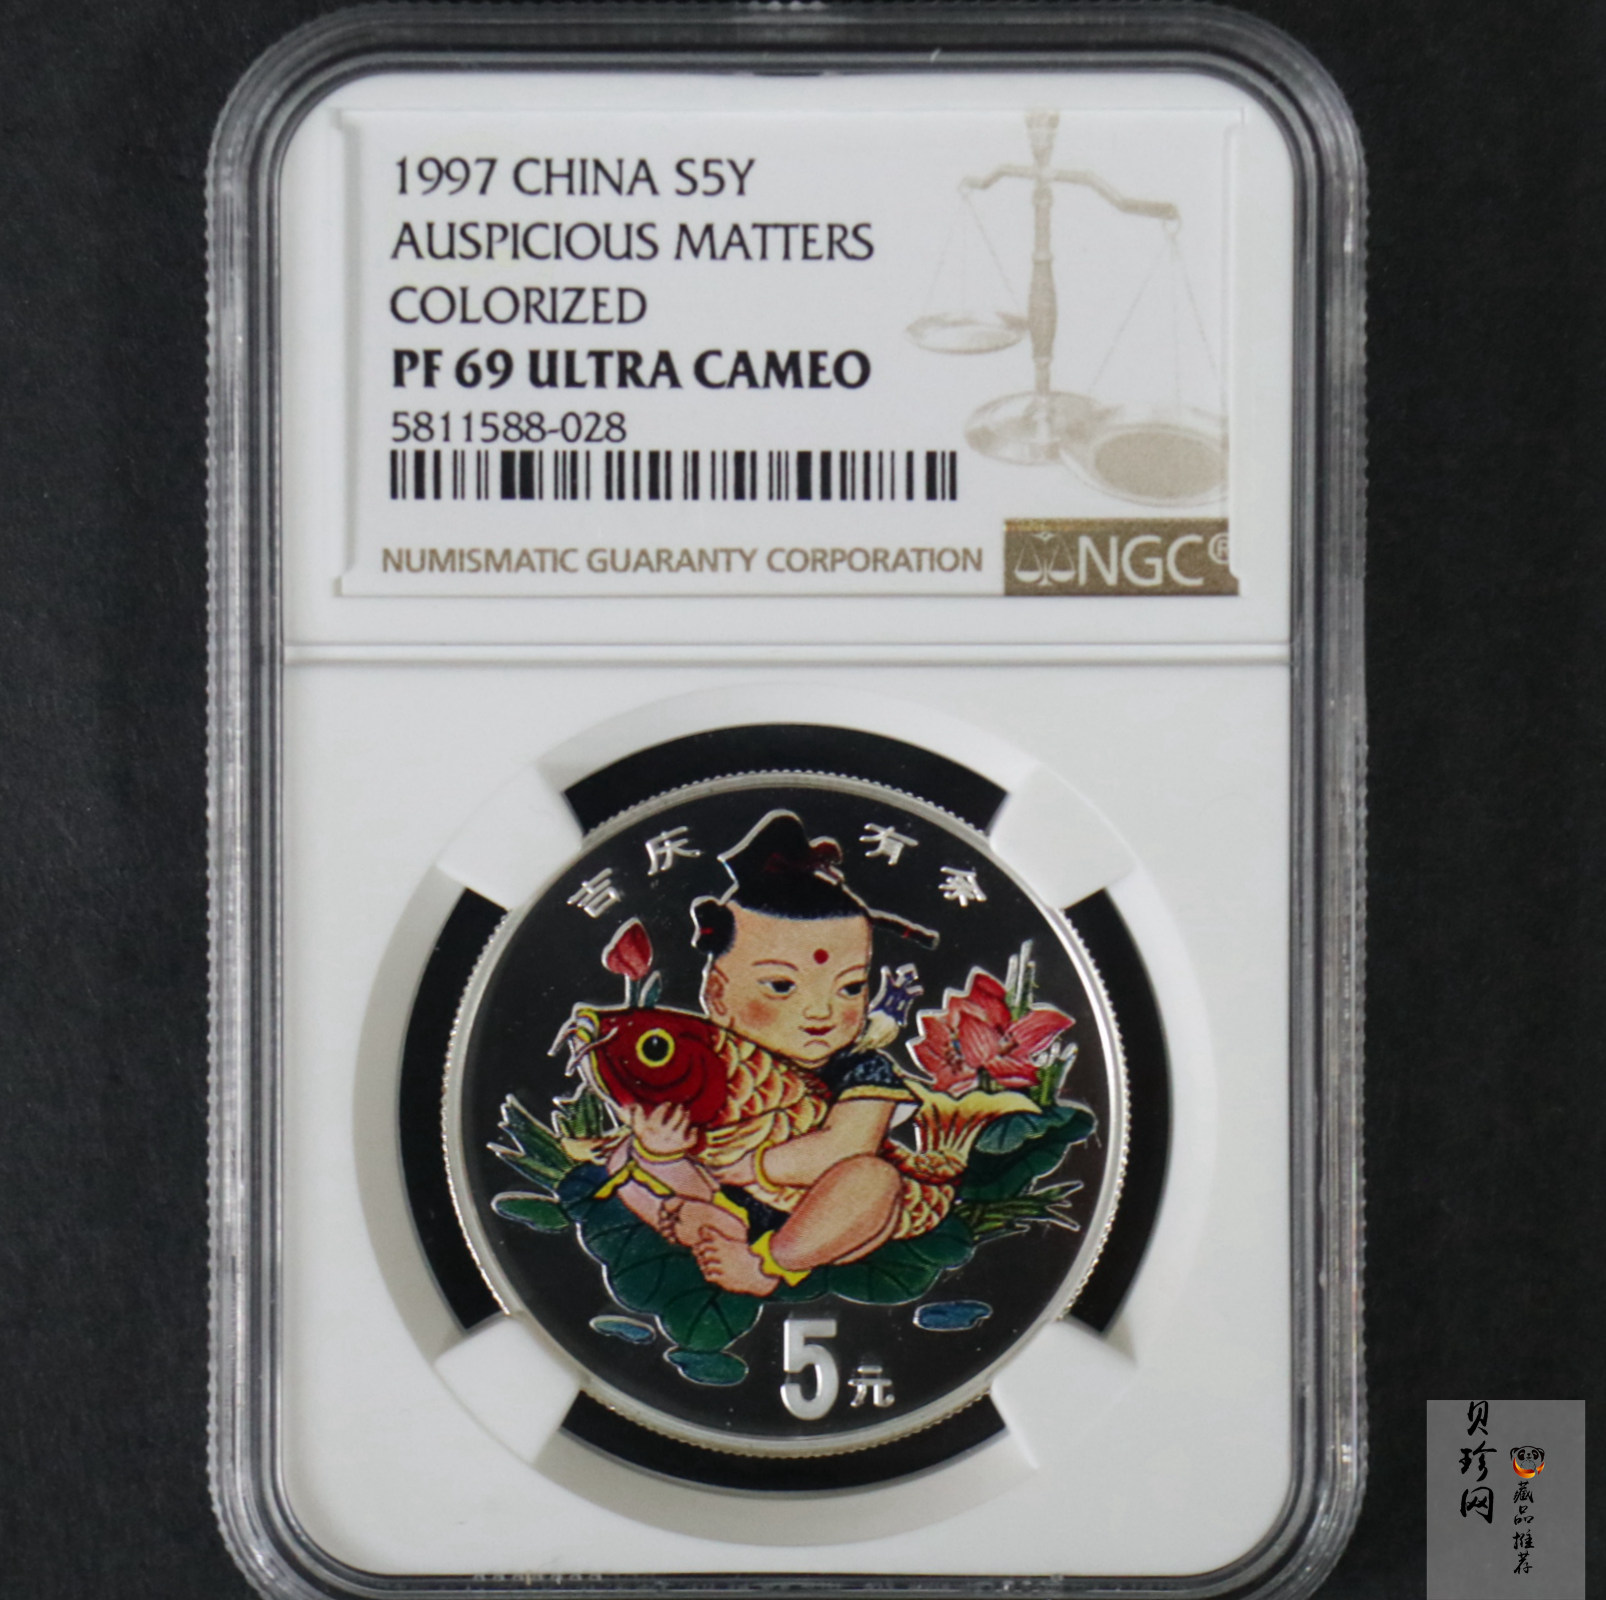 1997 CHINA S5Y
AUSPICIOUS MATTERS
COLORIZED
PF 69 ULTRA CAMEO
5811588-028
NUMISMATIC GUARANTY CORPORATION
NGC®
吉庆有余
5元
贝珍网
藏品推荐